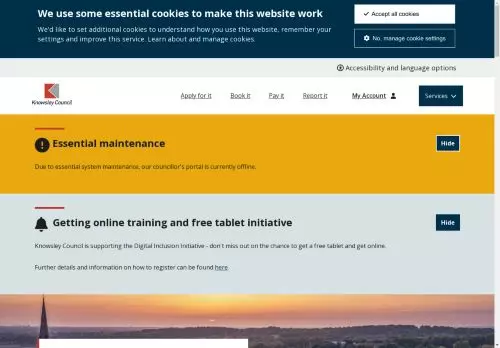 We use some essential cookies to make this website work
We'd like to set additional cookies to understand how you use this website, remember your
settings and improve this service. Learn about and manage cookies.
Accept all cookies
No, manage cookie settings
Accessibility and language options
Knowsley Council
Apply for it
Book it
Pay it
Report it
My Account
Services
Essential maintenance
Hide
Due to essential system maintenance, our councillor's portal is currently offline.
Getting online training and free tablet initiative
Hide
Knowsley Council is supporting the Digital Inclusion Initiative - don't miss out on the chance to get a free tablet and get online.
Further details and information on how to register can be found here.